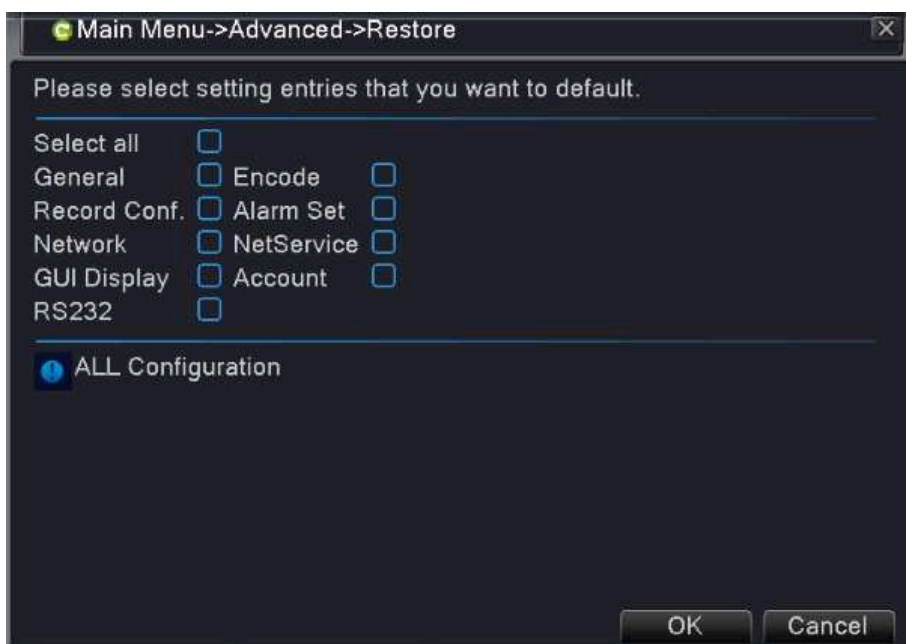 Main Menu->Advanced->Restore
Please select setting entries that you want to default.
Select all
General Encode
Record Conf. Alarm Set
Network NetService
GUI Display Account
RS232
ALL Configuration
OK Cancel